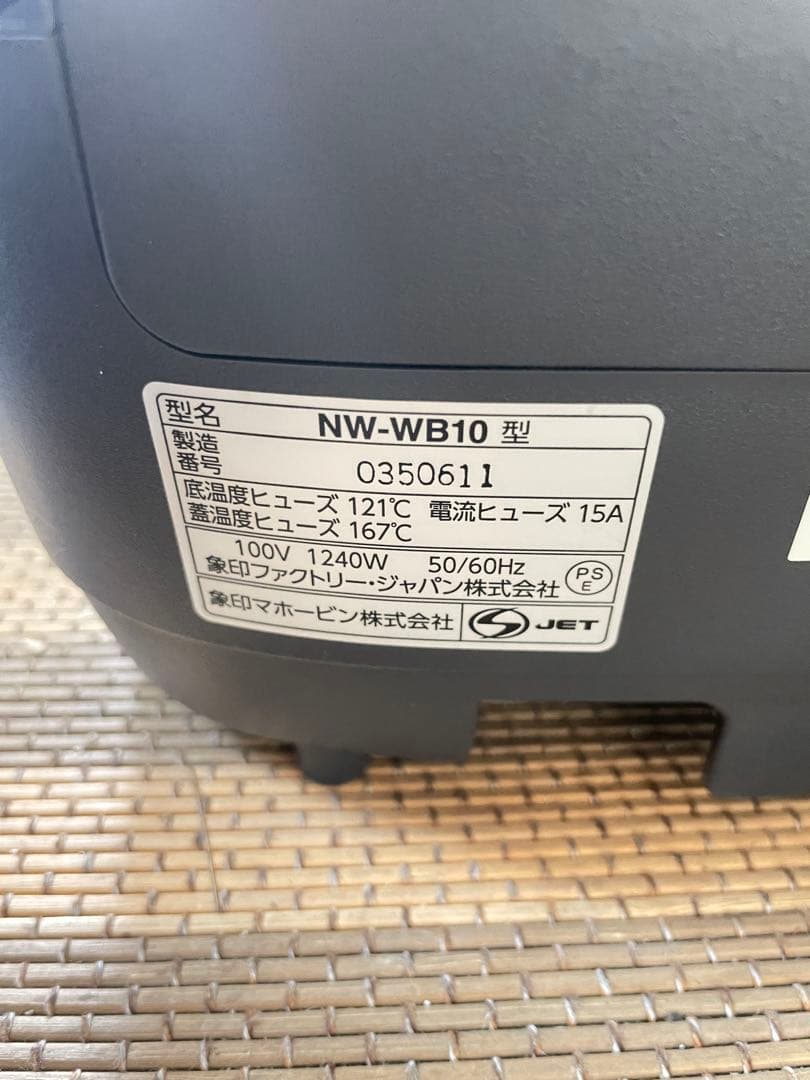 型名 NW-WB10 型
製造
番号 0350611
底温度ヒューズ 121℃ 電流ヒューズ 15A
蓋温度ヒューズ 167℃
100V 1240W 50/60Hz
象印ファクトリー・ジャパン株式会社 PS
E
象印マホービン株式会社 JET